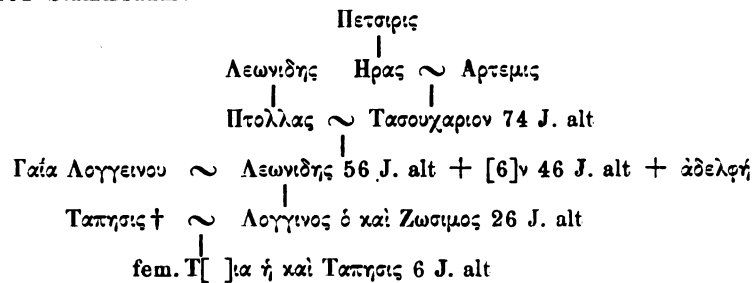 Πετσιρις
Λεωνιδης Ηρας ~ Αρτεμις
Πτολλας ~ Τασουχαριον 74 J. alt
Γαΐα Λογγεινου ~ Λεωνιδης 56 J. alt + [6]ν 46 J. alt + ἀδελφή
Ταπησις † ~ Λογγινος ὁ καὶ Ζωσιμος 26 J. alt
fem. Τ[ ]ια ἡ καὶ Ταπησις 6 J. alt